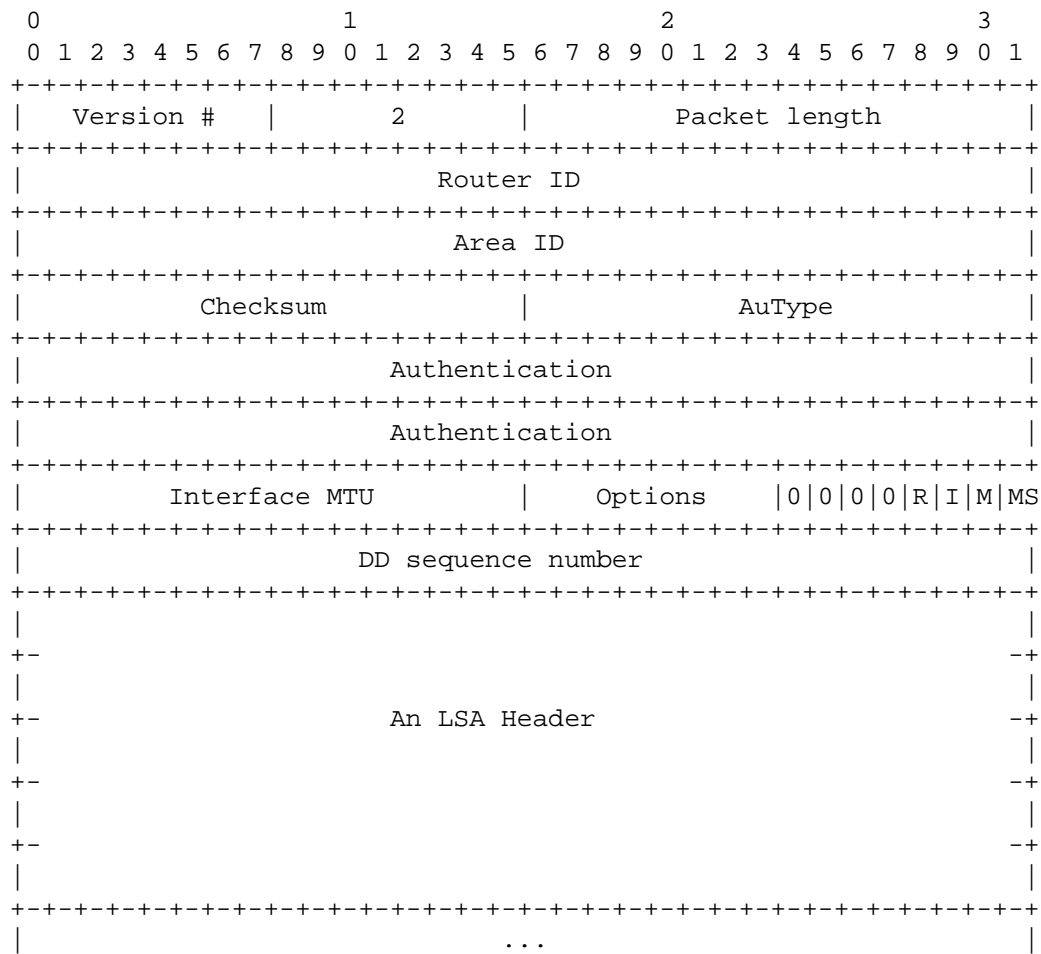 0                   1                   2                   3
0 1 2 3 4 5 6 7 8 9 0 1 2 3 4 5 6 7 8 9 0 1 2 3 4 5 6 7 8 9 0 1
+-+-+-+-+-+-+-+-+-+-+-+-+-+-+-+-+-+-+-+-+-+-+-+-+-+-+-+-+-+-+-+-+
|   Version #   |       2       |         Packet length         |
+-+-+-+-+-+-+-+-+-+-+-+-+-+-+-+-+-+-+-+-+-+-+-+-+-+-+-+-+-+-+-+-+
|                          Router ID                            |
+-+-+-+-+-+-+-+-+-+-+-+-+-+-+-+-+-+-+-+-+-+-+-+-+-+-+-+-+-+-+-+-+
|                           Area ID                             |
+-+-+-+-+-+-+-+-+-+-+-+-+-+-+-+-+-+-+-+-+-+-+-+-+-+-+-+-+-+-+-+-+
|           Checksum            |             AuType            |
+-+-+-+-+-+-+-+-+-+-+-+-+-+-+-+-+-+-+-+-+-+-+-+-+-+-+-+-+-+-+-+-+
|                       Authentication                          |
+-+-+-+-+-+-+-+-+-+-+-+-+-+-+-+-+-+-+-+-+-+-+-+-+-+-+-+-+-+-+-+-+
|                       Authentication                          |
+-+-+-+-+-+-+-+-+-+-+-+-+-+-+-+-+-+-+-+-+-+-+-+-+-+-+-+-+-+-+-+-+
|         Interface MTU         |    Options    |0|0|0|0|R|I|M|MS
+-+-+-+-+-+-+-+-+-+-+-+-+-+-+-+-+-+-+-+-+-+-+-+-+-+-+-+-+-+-+-+-+
|                     DD sequence number                        |
+-+-+-+-+-+-+-+-+-+-+-+-+-+-+-+-+-+-+-+-+-+-+-+-+-+-+-+-+-+-+-+-+
|                                                               |
+-                                                             -+
|                                                               |
+-                      An LSA Header                          -+
|                                                               |
+-                                                             -+
|                                                               |
+-                                                             -+
|                                                               |
+-+-+-+-+-+-+-+-+-+-+-+-+-+-+-+-+-+-+-+-+-+-+-+-+-+-+-+-+-+-+-+-+
|                              ...                              |